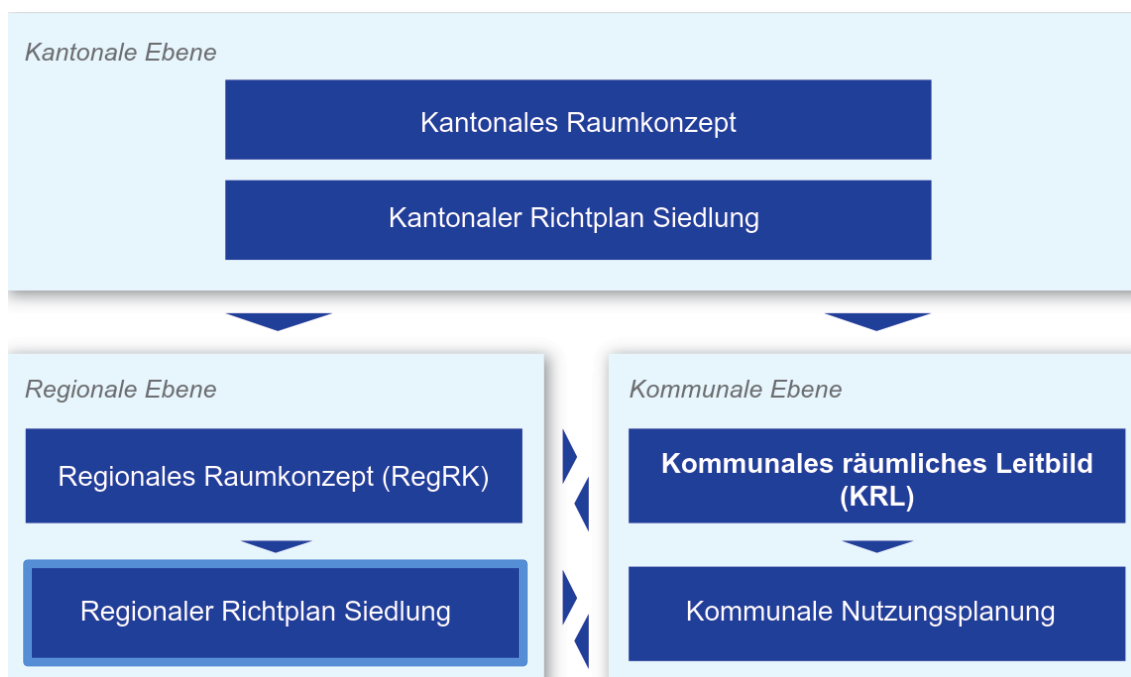 Kantonale Ebene
Kantonales Raumkonzept
Kantonaler Richtplan Siedlung
Regionale Ebene
Regionales Raumkonzept (RegRK)
Regionaler Richtplan Siedlung
Kommunale Ebene
Kommunales räumliches Leitbild
(KRL)
Kommunale Nutzungsplanung